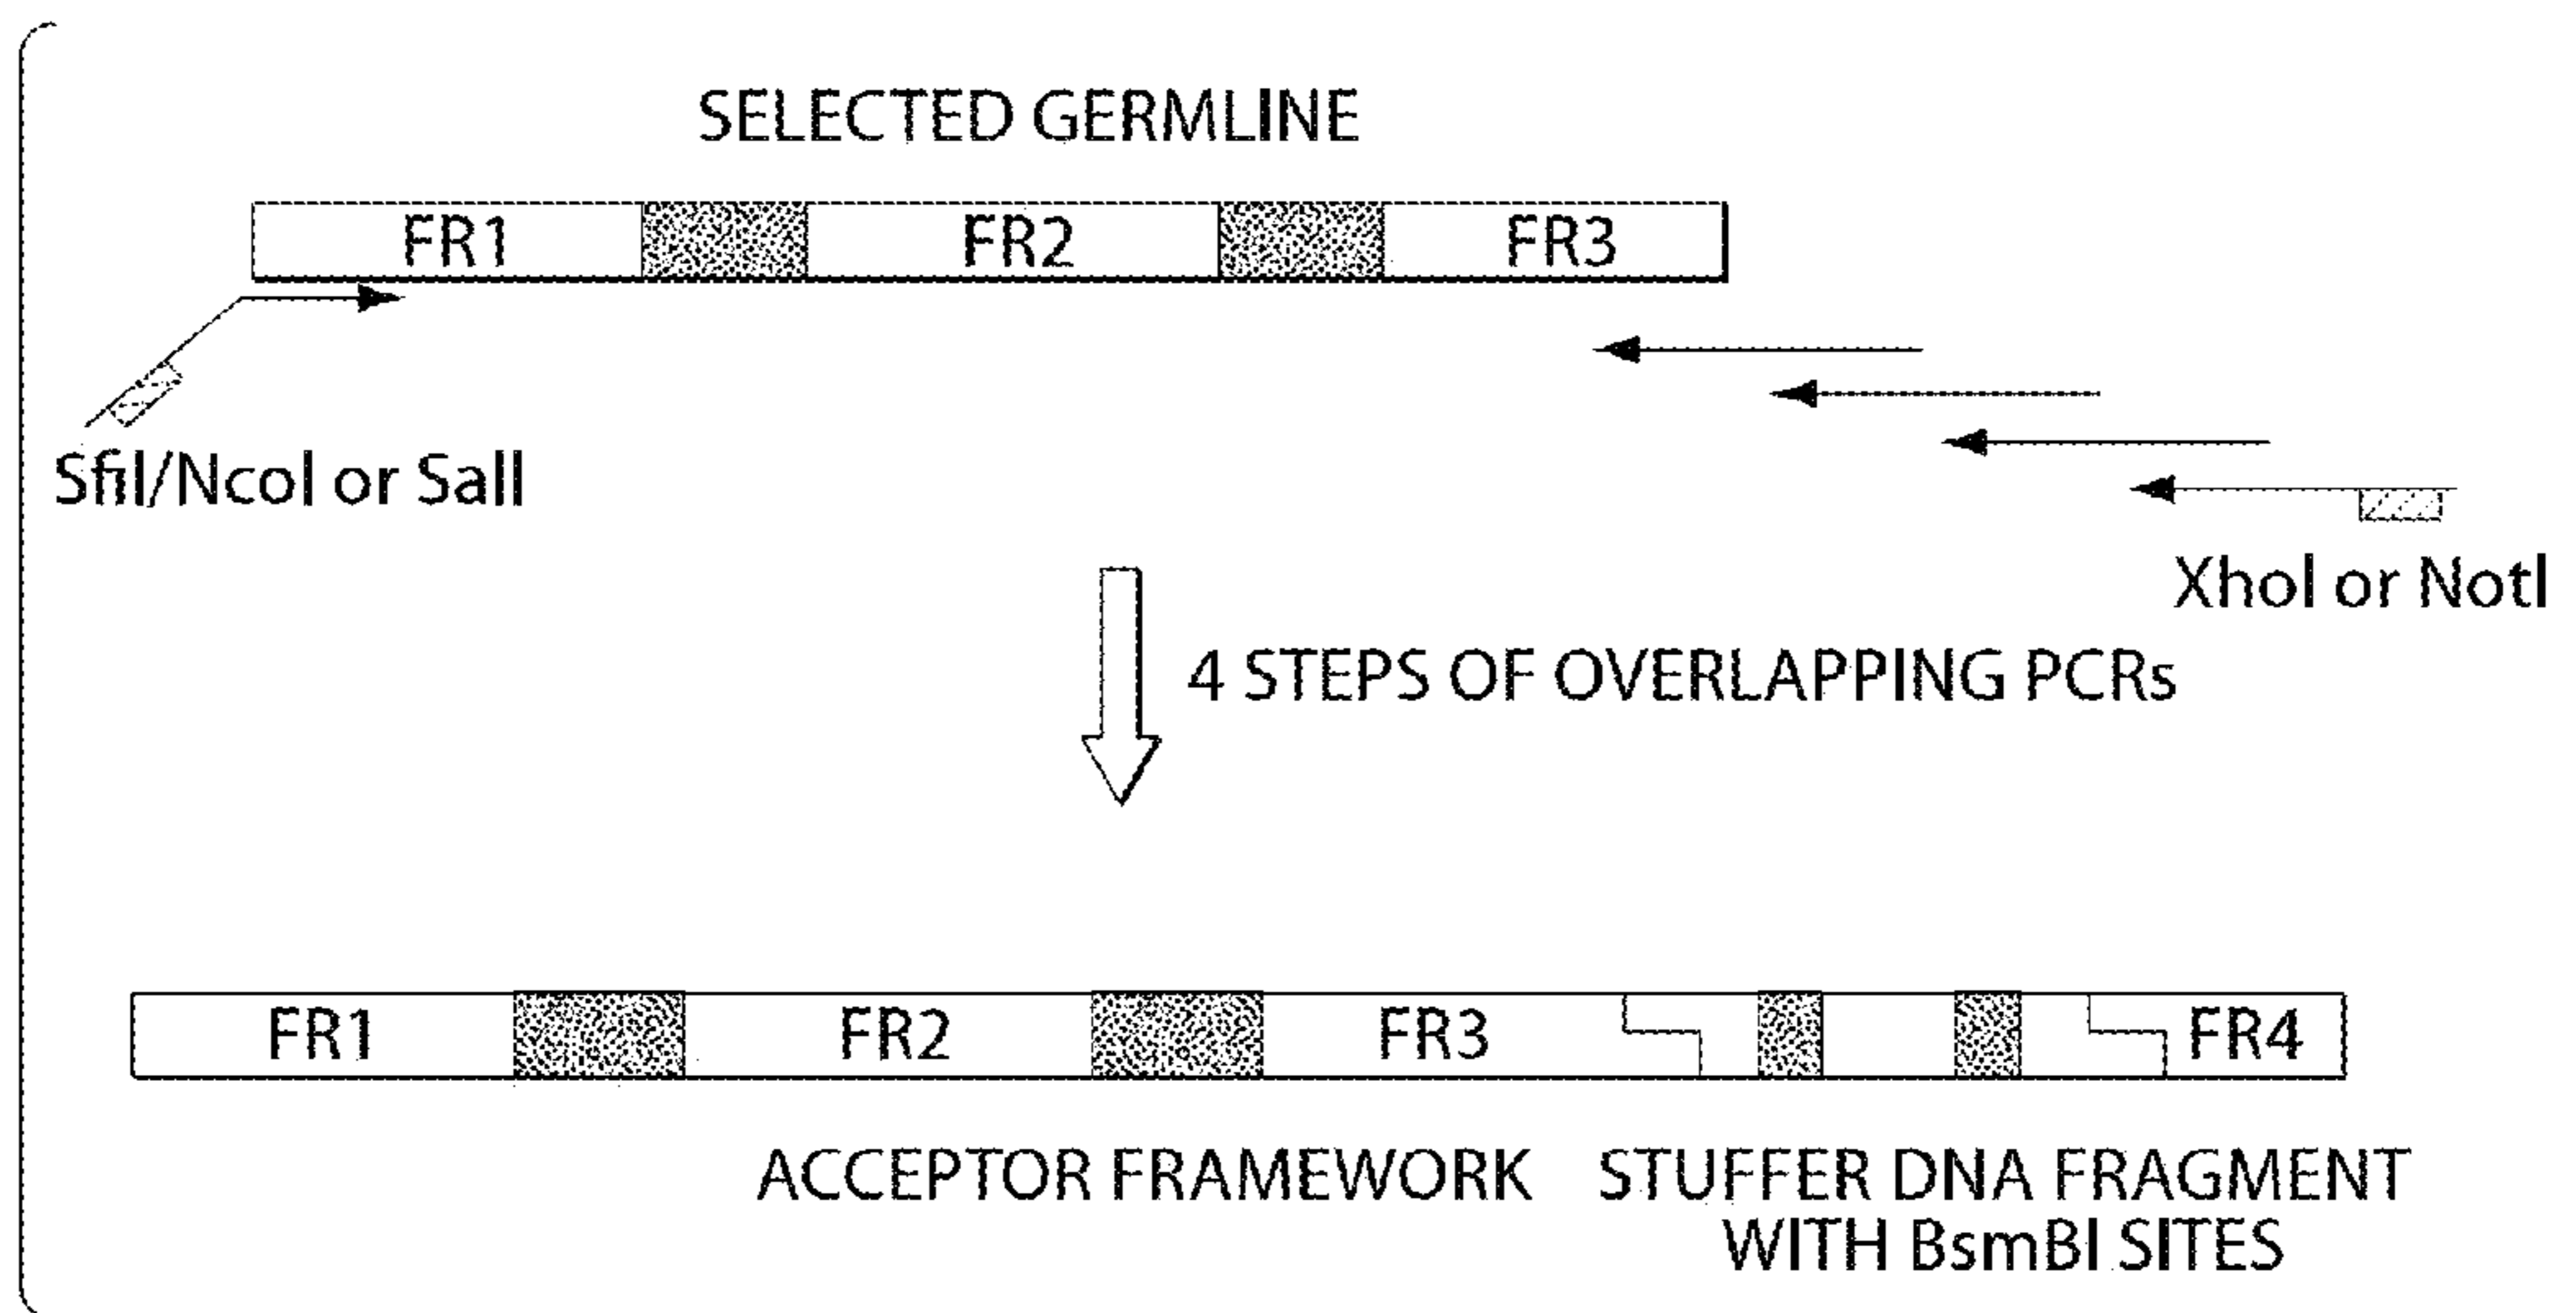 SELECTED GERMLINE
FR1 FR2 FR3
SfiI/NcoI or SalI
XhoI or NotI
4 STEPS OF OVERLAPPING PCRs
FR1 FR2 FR3 FR4
ACCEPTOR FRAMEWORK
STUFFER DNA FRAGMENT
WITH BsmBI SITES